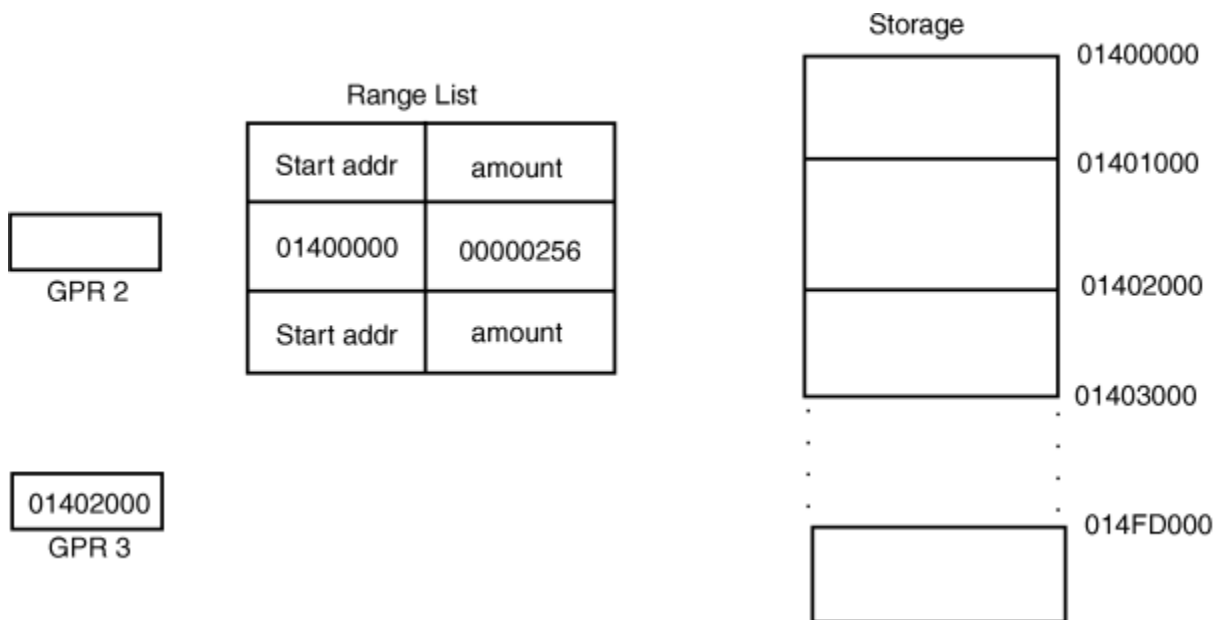 Storage
01400000
Range List
Start addr amount
01401000
01400000 00000256
GPR 2
01402000
Start addr amount
01403000
01402000
GPR 3
014FD000